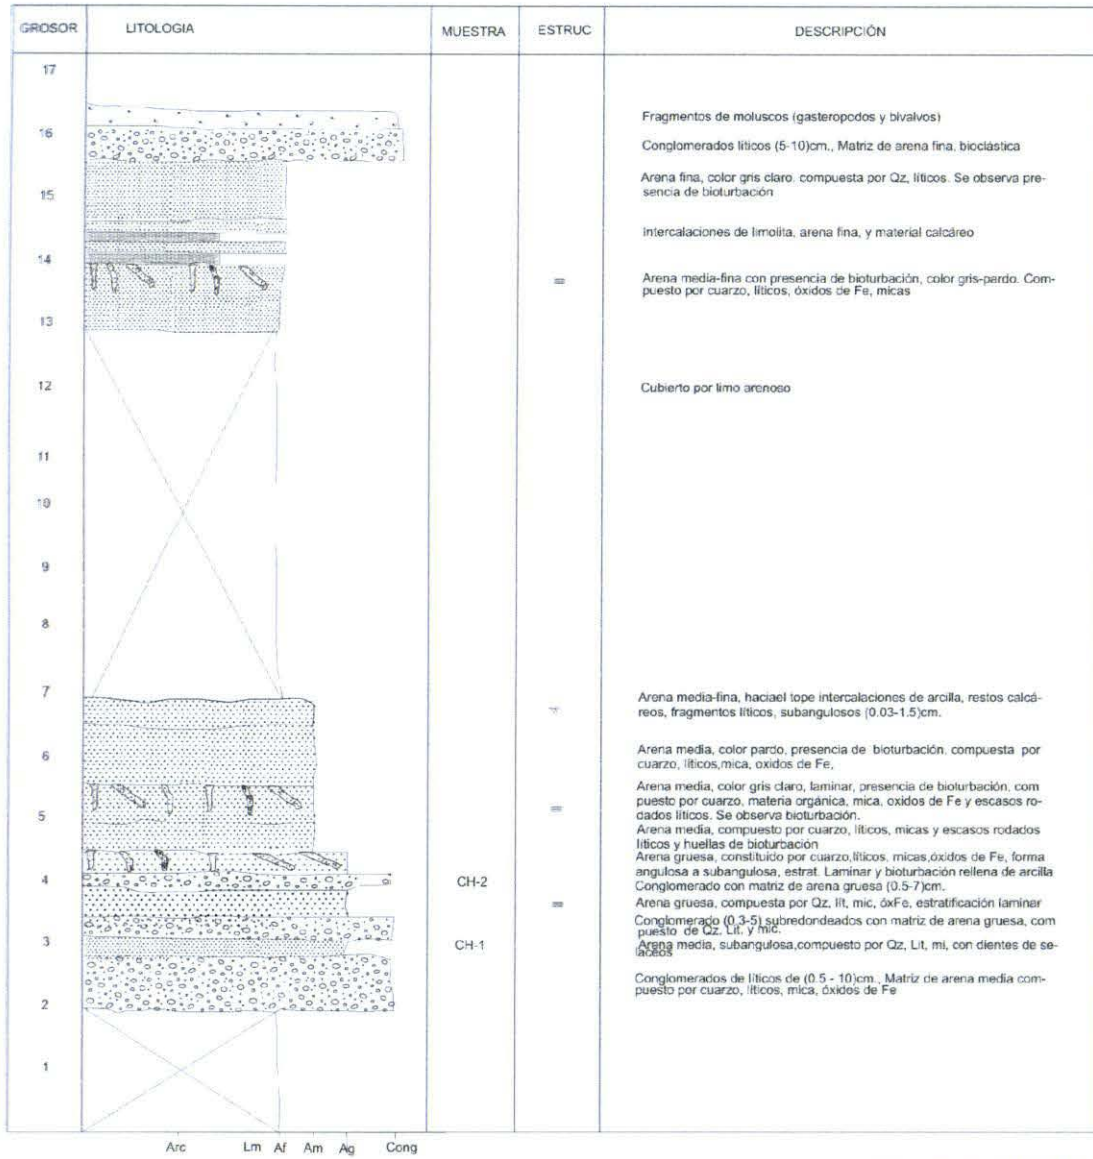 GROSOR LITOLOGIA MUESTRA ESTRUC DESCRIPCIÓN
17
Fragmentos de moluscos (gasteropodos y bivalvos)
16
Conglomerados líticos (5-10)cm., Matriz de arena fina, bioclástica
Arena fina, color gris claro. compuesta por Qz, líticos. Se observa pre-
sencia de bioturbación
15
Intercalaciones de limolita, arena fina, y material calcáreo
14
Arena media-fina con presencia de bioturbación, color gris-pardo. Com-
puesto por cuarzo, líticos, óxidos de Fe, micas
13
12
Cubierto por limo arenoso
11
10
9
8
7
Arena media-fina, haciael tope intercalaciones de arcilla, restos calcá-
reos, fragmentos líticos, subangulosos (0.03-1.5)cm.
6
Arena media, color pardo, presencia de bioturbación, compuesta por
cuarzo, líticos,mica, oxidos de Fe,
Arena media, color gris claro, laminar, presencia de bioturbación, com
puesto por cuarzo, materia orgánica, mica, oxidos de Fe y escasos ro-
dados líticos. Se observa bioturbación.
5
Arena media, compuesto por cuarzo, líticos, micas y escasos rodados
líticos y huellas de bioturbación
Arena gruesa, constituido por cuarzo,líticos, micas,óxidos de Fe, forma
angulosa a subangulosa, estrat. Laminar y bioturbación rellena de arcilla
4 CH-2
Conglomerado con matriz de arena gruesa (0.5-7)cm.
Arena gruesa, compuesta por Qz, lít, mic, óxFe, estratificación laminar
Conglomerado (0.3-5) subredondeados con matriz de arena gruesa, com
puesto de Qz, Lit. y mic.
3 CH-1
Arena media, subangulosa,compuesto por Qz, Lit, mi, con dientes de se-
láceos
Conglomerados de líticos de (0.5 - 10)cm., Matriz de arena media com-
puesto por cuarzo, líticos, mica, óxidos de Fe
2
1
Arc Lm Af Am Ag Cong